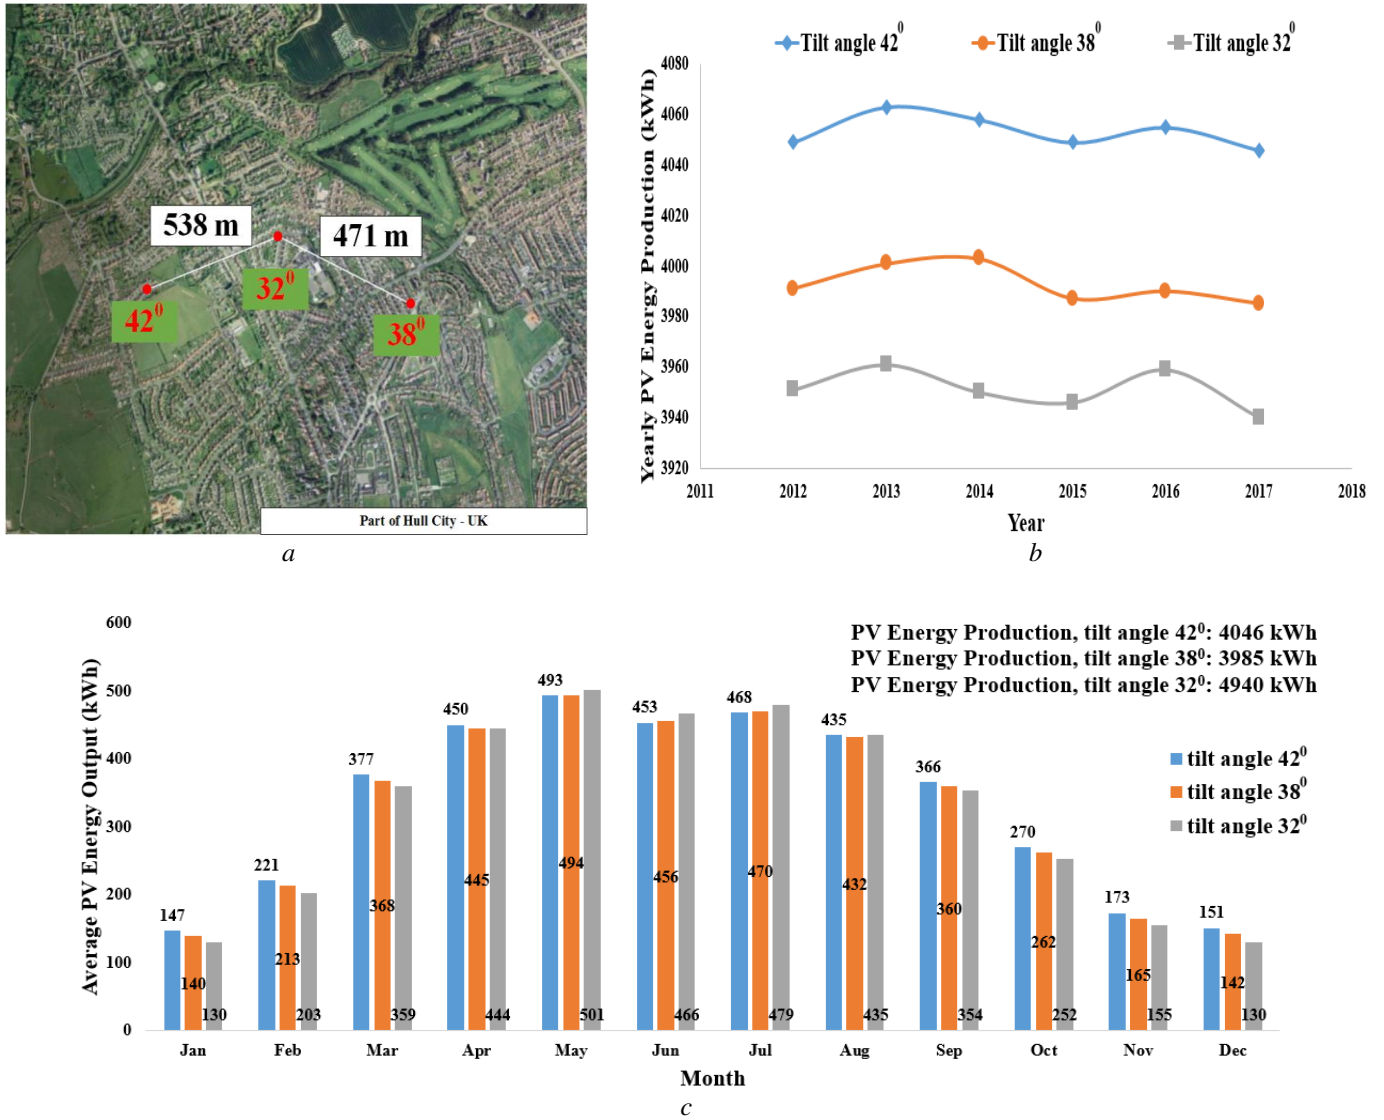 538 m
471 m
42⁰
32⁰
38⁰
Part of Hull City - UK
a
Tilt angle 42⁰
Tilt angle 38⁰
Tilt angle 32⁰
Yearly PV Energy Production (kWh)
4080
4060
4040
4020
4000
3980
3960
3940
3920
2011 2012 2013 2014 2015 2016 2017 2018
Year
b
PV Energy Production, tilt angle 42⁰: 4046 kWh
PV Energy Production, tilt angle 38⁰: 3985 kWh
PV Energy Production, tilt angle 32⁰: 4940 kWh
tilt angle 42⁰
tilt angle 38⁰
tilt angle 32⁰
Average PV Energy Output (kWh)
600
500
400
300
200
100
0
147 221 377 450 493 453 468 435 366 270 173 151
140 213 368 445 494 456 470 432 360 262 165 142
130 203 359 444 501 466 479 435 354 252 155 130
Jan Feb Mar Apr May Jun Jul Aug Sep Oct Nov Dec
Month
c